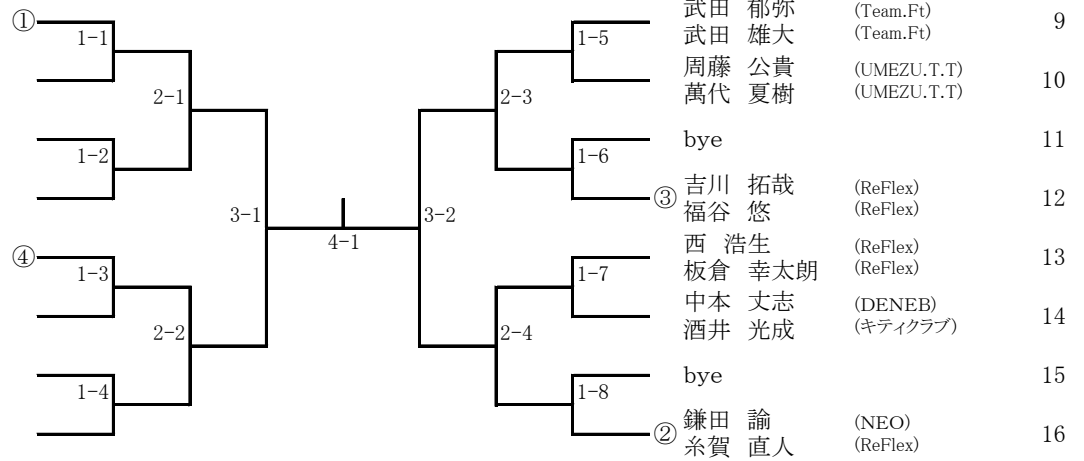 ①
1-1
2-1
1-2
3-1
④
1-3
2-2
1-4
4-1
1-5
2-3
1-6
3-2
1-7
2-4
1-8
武田 郁弥 (Team.Ft)
武田 雄大 (Team.Ft) 9
周藤 公貴 (UMEZU.T.T)
萬代 夏樹 (UMEZU.T.T) 10
bye 11
③ 吉川 拓哉 (ReFlex)
福谷 悠 (ReFlex) 12
西 浩生 (ReFlex)
板倉 幸太朗 (ReFlex) 13
中本 丈志 (DENEB)
酒井 光成 (キティクラブ) 14
bye 15
② 鎌田 諭 (NEO)
糸賀 直人 (ReFlex) 16